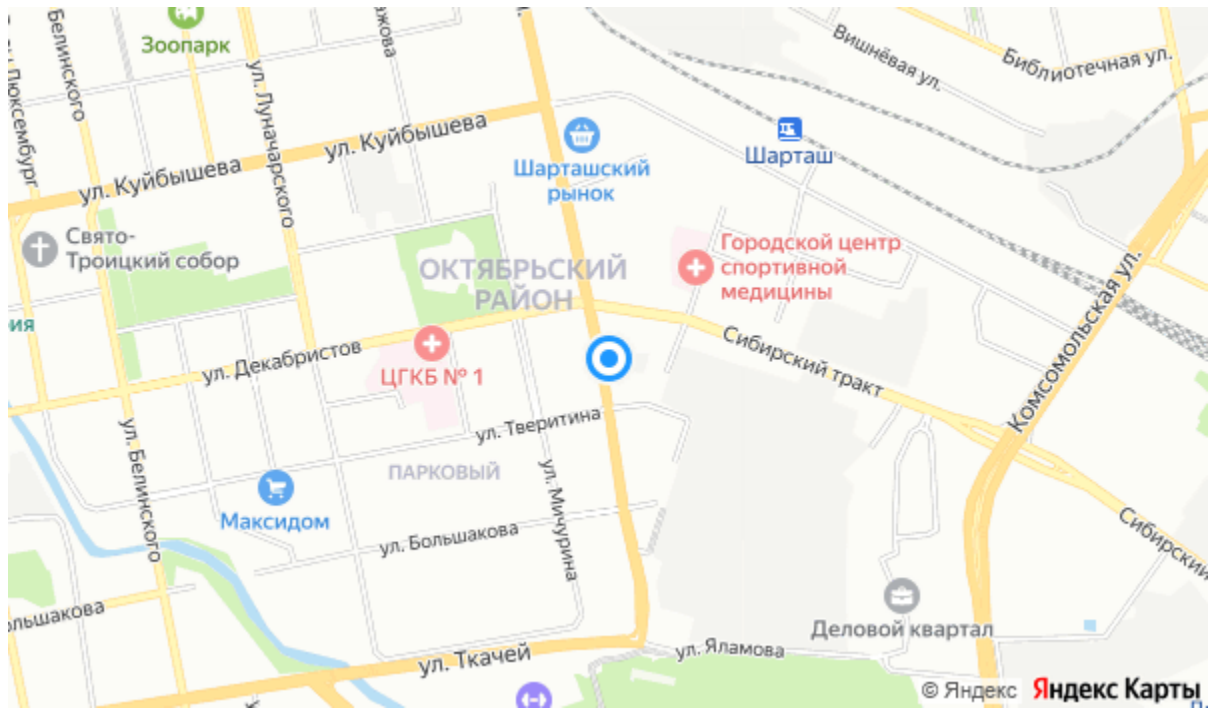 Зоопарк
Белинского
Люксембург
ул. Луначарского
Вишнёвая ул.
Библиотечная ул.
ул. Куйбышева
ул. Куйбышева
Шарташский
рынок
Шарташ
Свято-
Троицкий собор
ОКТЯБРЬСКИЙ
РАЙОН
Городской центр
спортивной
медицины
Комсомольская ул.
ул. Декабристов
ЦГКБ № 1
Сибирский тракт
ул. Тверитина
ул. Белинского
ПАРКОВЫЙ
ул. Мичурина
Максидом
ул. Большакова
Сибирский
Деловой квартал
ул. Ткачей
ул. Яламова
© Яндекс Яндекс Карты